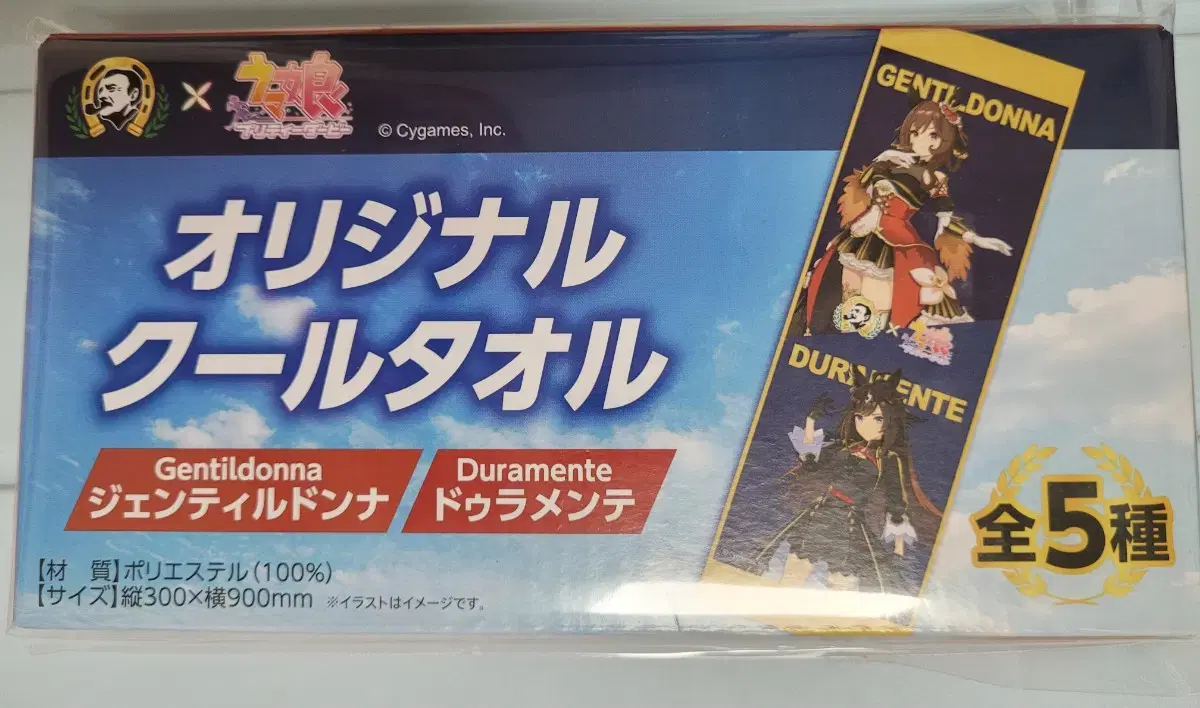 ×
ウマ娘
プリティーダービー
© Cygames, Inc.
オリジナル
クールタオル
Gentildonna
ジェンティルドンナ
Duramente
ドゥラメンテ
【材 質】ポリエステル(100%)
【サイズ】縦300×横900mm ※イラストはイメージです。
GENTILDONNA
×
ウマ娘
DURAMENTE
全5種